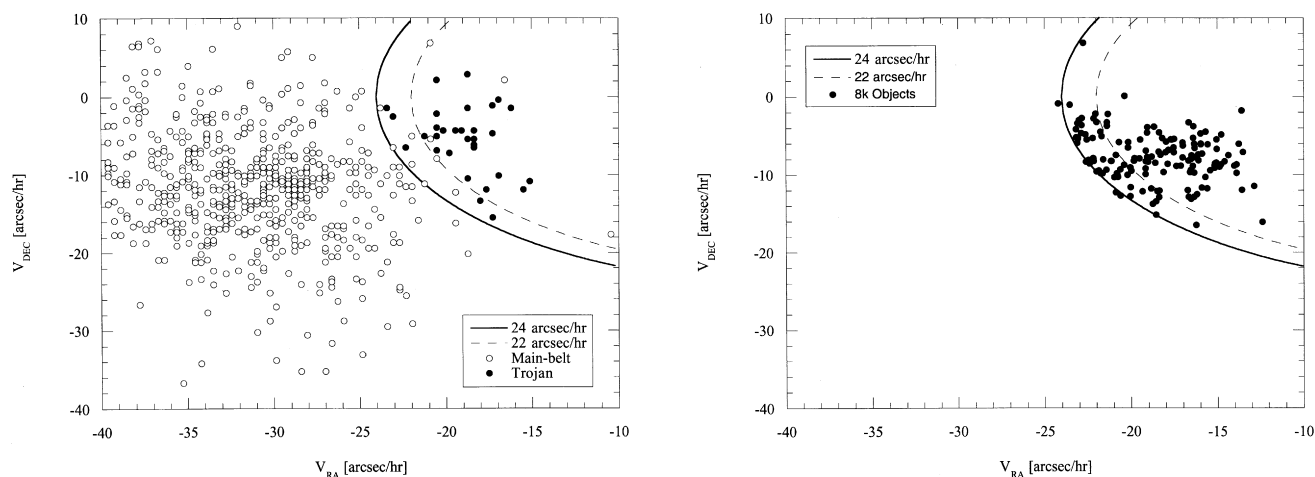 10
0
-10
-20
-30
-40
-40
-35
-30
-25
-20
-15
-10
V_DEC [arcsec/hr]
V_RA [arcsec/hr]
24 arcsec/hr
22 arcsec/hr
Main-belt
Trojan
10
0
-10
-20
-30
-40
-40
-35
-30
-25
-20
-15
-10
V_DEC [arcsec/hr]
V_RA [arcsec/hr]
24 arcsec/hr
22 arcsec/hr
8k Objects